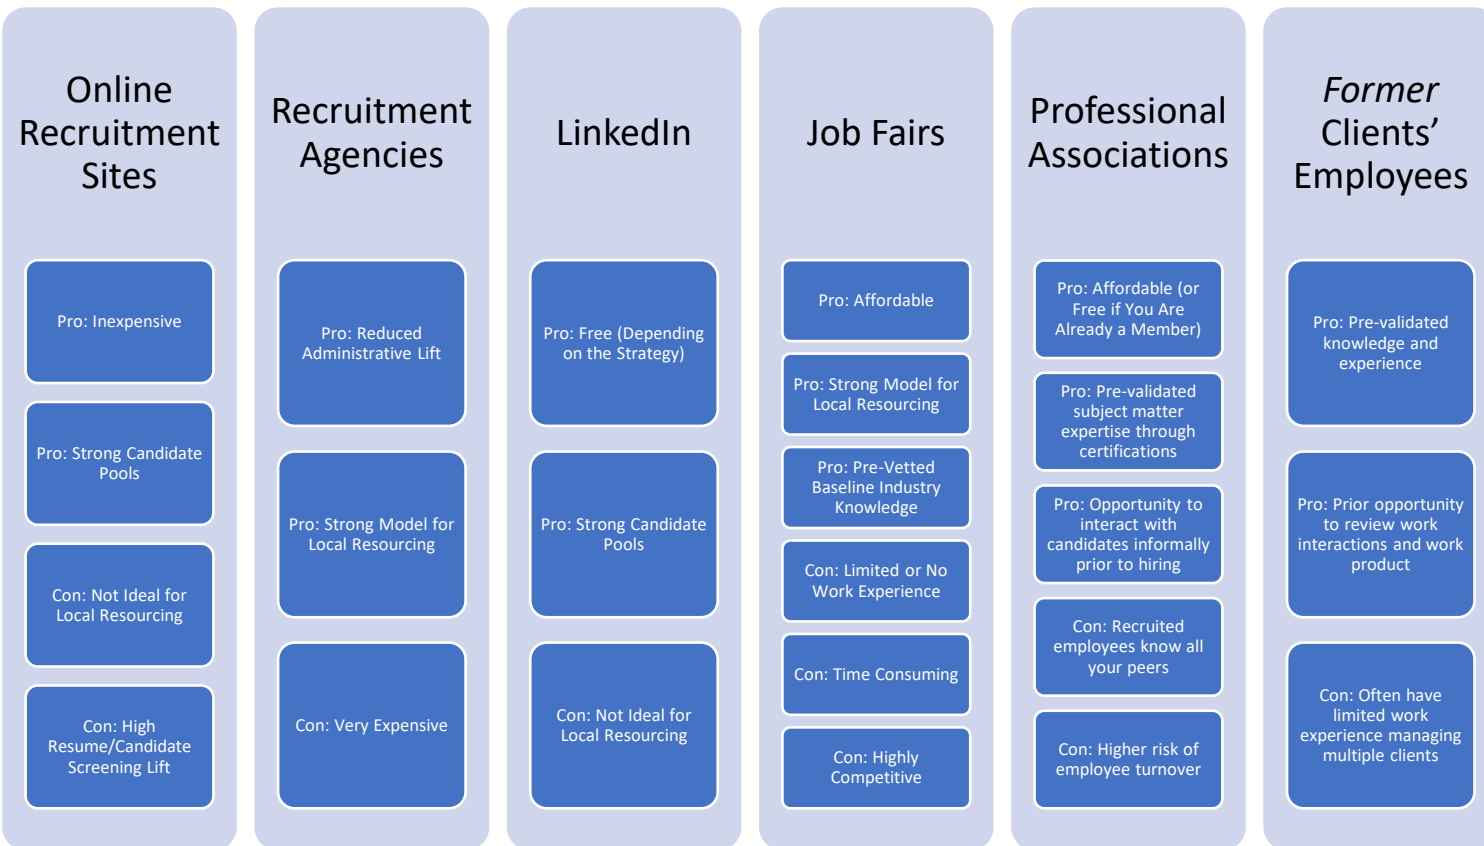 Online
Recruitment
Sites
Pro: Inexpensive
Pro: Strong Candidate
Pools
Con: Not Ideal for
Local Resourcing
Con: High
Resume/Candidate
Screening Lift
Recruitment
Agencies
Pro: Reduced
Administrative Lift
Pro: Strong Model for
Local Resourcing
Con: Very Expensive
LinkedIn
Pro: Free (Depending
on the Strategy)
Pro: Strong Candidate
Pools
Con: Not Ideal for
Local Resourcing
Job Fairs
Pro: Affordable
Pro: Strong Model for
Local Resourcing
Pro: Pre-Vetted
Baseline Industry
Knowledge
Con: Limited or No
Work Experience
Con: Time Consuming
Con: Highly
Competitive
Professional
Associations
Pro: Affordable (or
Free if You Are
Already a Member)
Pro: Pre-validated
subject matter
expertise through
certifications
Pro: Opportunity to
interact with
candidates informally
prior to hiring
Con: Recruited
employees know all
your peers
Con: Higher risk of
employee turnover
Former
Clients’
Employees
Pro: Pre-validated
knowledge and
experience
Pro: Prior opportunity
to review work
interactions and work
product
Con: Often have
limited work
experience managing
multiple clients